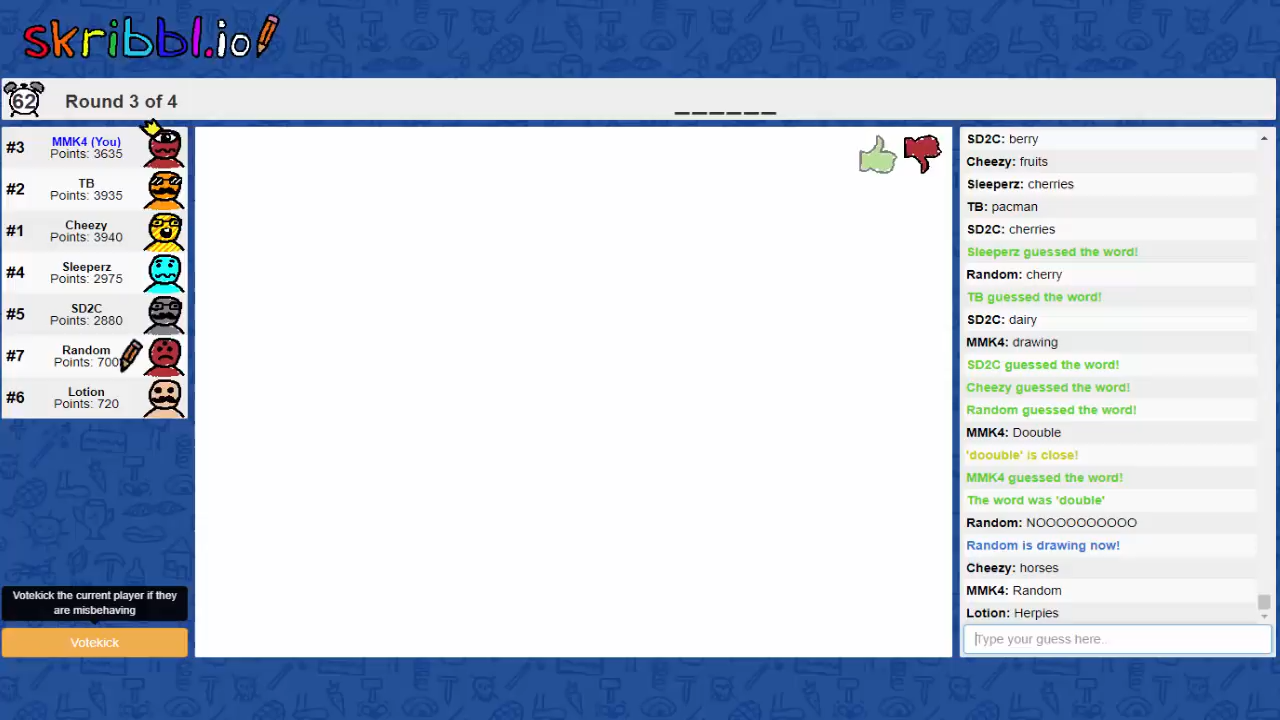 skribbl.io
62
Round 3 of 4
______
#3
MMK4 (You)
Points: 3635
#2
TB
Points: 3935
#1
Cheezy
Points: 3940
#4
Sleeperz
Points: 2975
#5
SD2C
Points: 2880
#7
Random
Points: 700
#6
Lotion
Points: 720
Votekick the current player if they
are misbehaving
Votekick
SD2C: berry
Cheezy: fruits
Sleeperz: cherries
TB: pacman
SD2C: cherries
Sleeperz guessed the word!
Random: cherry
TB guessed the word!
SD2C: dairy
MMK4: drawing
SD2C guessed the word!
Cheezy guessed the word!
Random guessed the word!
MMK4: Doouble
'doouble' is close!
MMK4 guessed the word!
The word was 'double'
Random: NOOOOOOOOOO
Random is drawing now!
Cheezy: horses
MMK4: Random
Lotion: Herpies
Type your guess here..